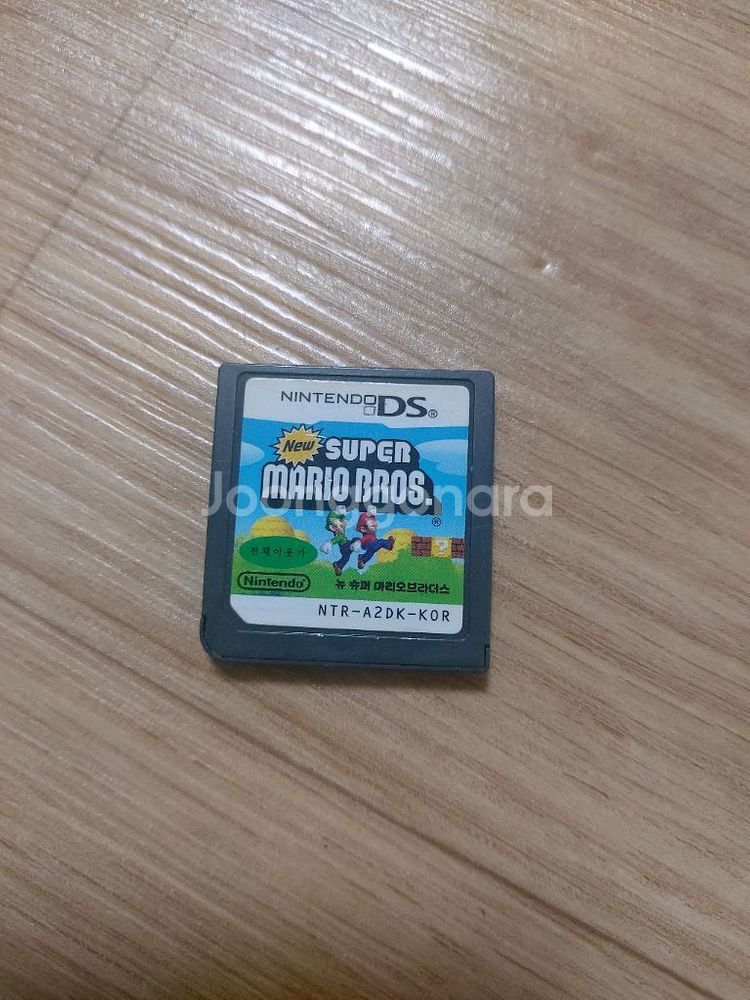 NINTENDO DS®
New SUPER
MARIO BROS.®
Joonggonara
?
전체이용가
Nintendo®
뉴 슈퍼 마리오브라더스
NTR-A2DK-KOR